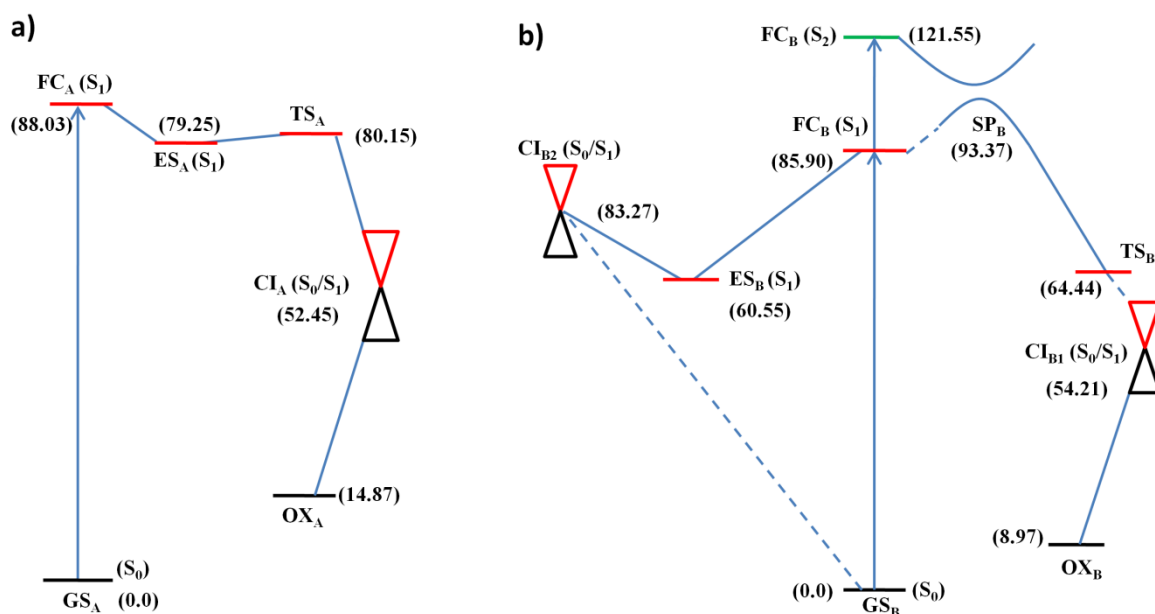 a)
FC_A (S_1)
(88.03)
(79.25)
ES_A (S_1)
TS_A
(80.15)
CI_A (S_0/S_1)
(52.45)
(14.87)
OX_A
(S_0)
GS_A (0.0)
b)
FC_B (S_2)
(121.55)
FC_B (S_1)
(85.90)
SP_B
(93.37)
CI_B2 (S_0/S_1)
(83.27)
ES_B (S_1)
(60.55)
TS_B
(64.44)
CI_B1 (S_0/S_1)
(54.21)
(8.97)
OX_B
(0.0)
(S_0)
GS_B